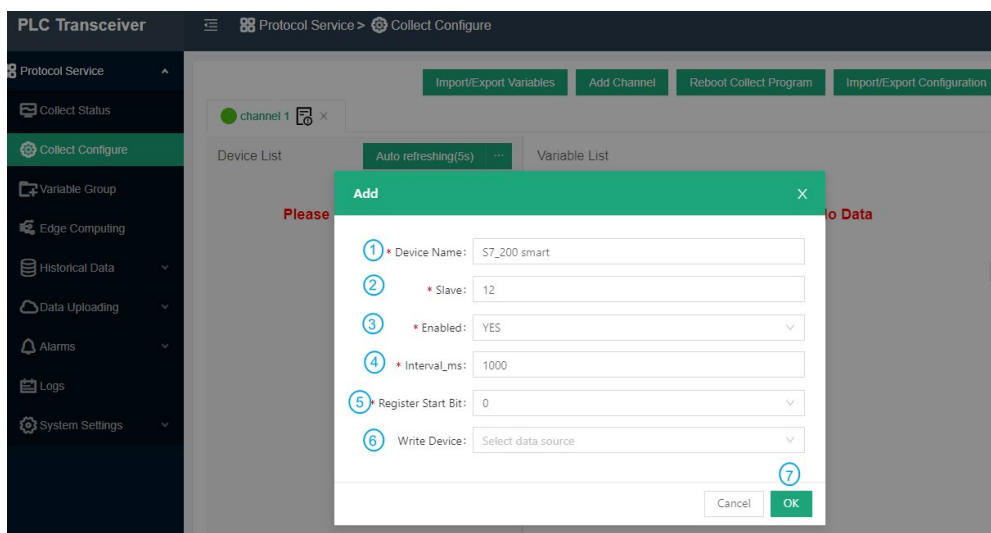 PLC Transceiver
Protocol Service > Collect Configure
Protocol Service
Import/Export Variables Add Channel Reboot Collect Program Import/Export Configuration
Collect Status
channel 1
Collect Configure
Device List Auto refreshing(5s) ... Variable List
Variable Group
Add X
Please
Data
Edge Computing
1 * Device Name: S7_200 smart
Historical Data
2 * Slave: 12
Data Uploading
3 * Enabled: YES
Alarms
4 * Interval_ms: 1000
Logs
5 * Register Start Bit: 0
System Settings
6 Write Device: Select data source
7
Cancel OK